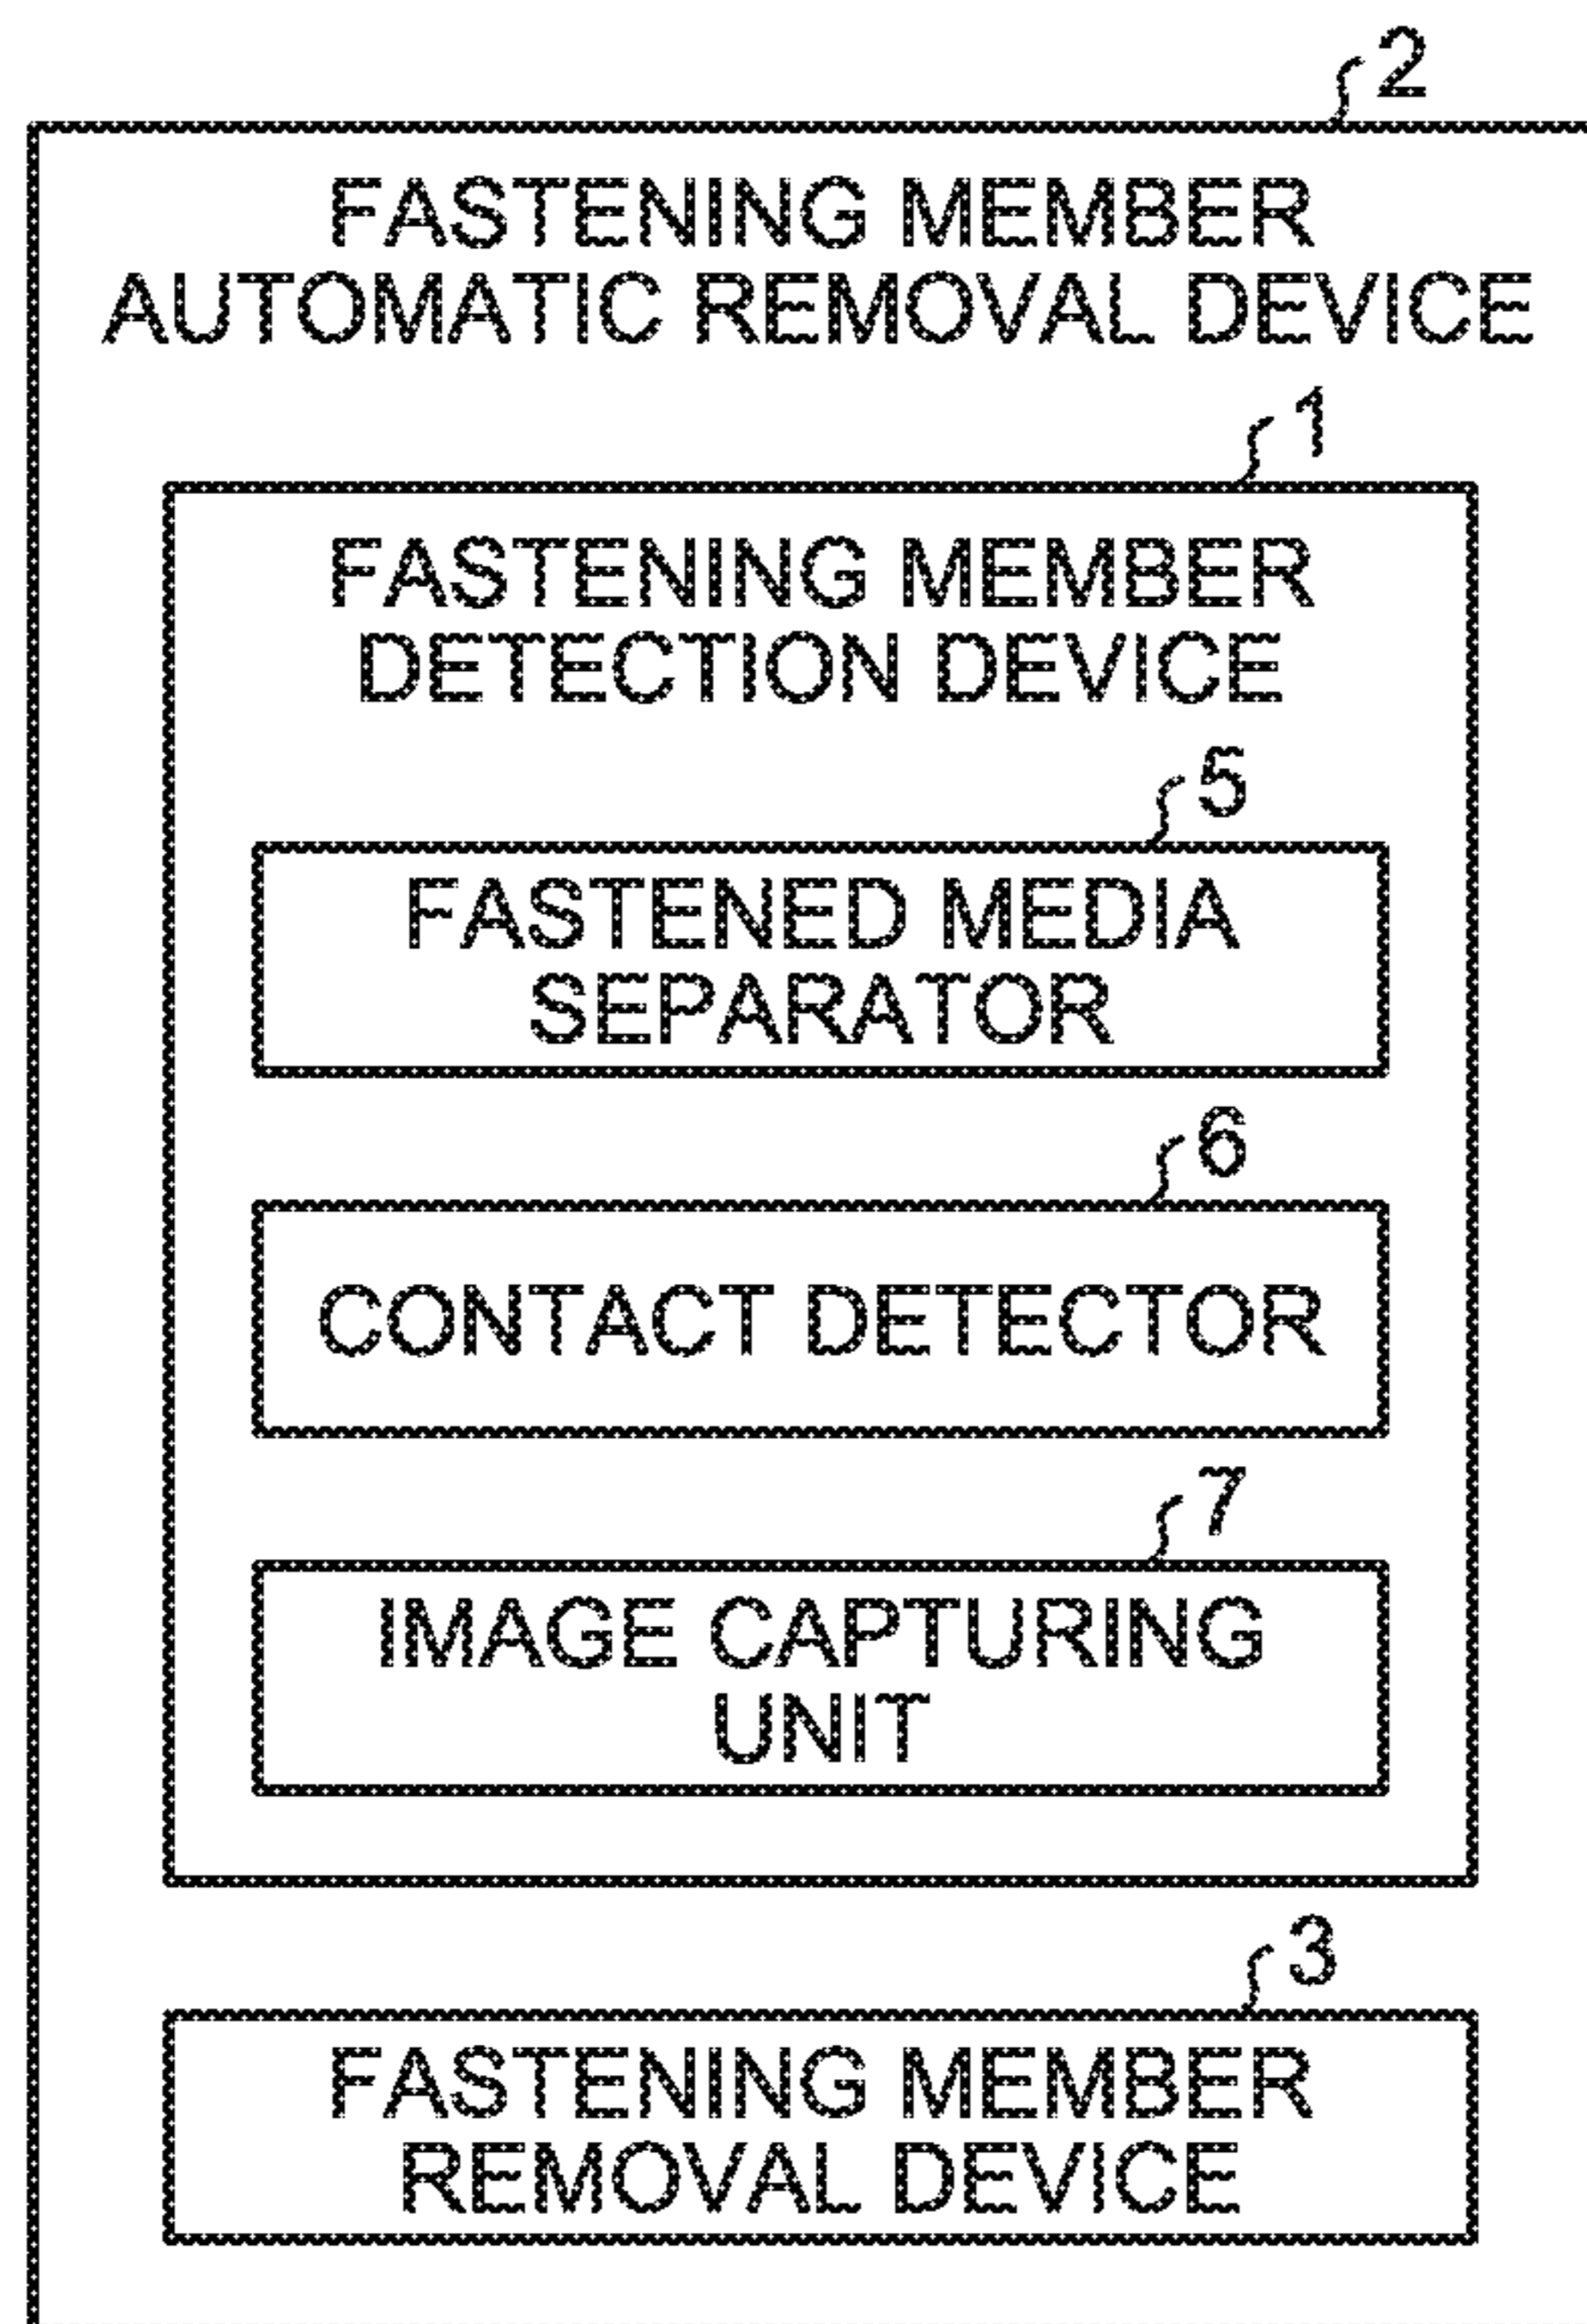 2
FASTENING MEMBER
AUTOMATIC REMOVAL DEVICE
1
FASTENING MEMBER
DETECTION DEVICE
5
FASTENED MEDIA
SEPARATOR
6
CONTACT DETECTOR
7
IMAGE CAPTURING
UNIT
3
FASTENING MEMBER
REMOVAL DEVICE